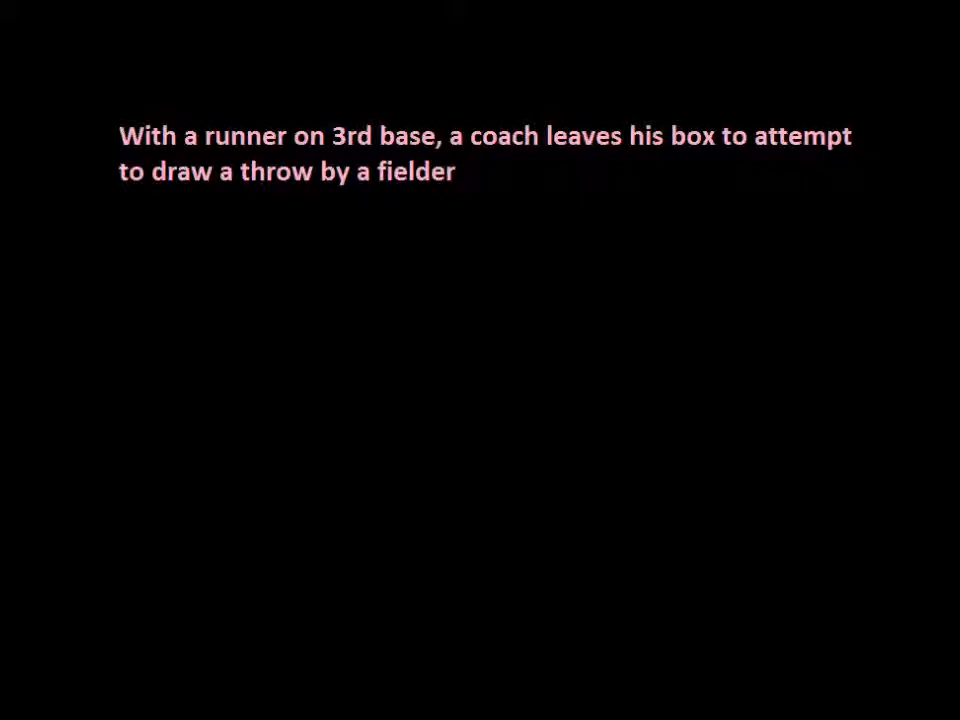 With a runner on 3rd base, a coach leaves his box to attempt
to draw a throw by a fielder